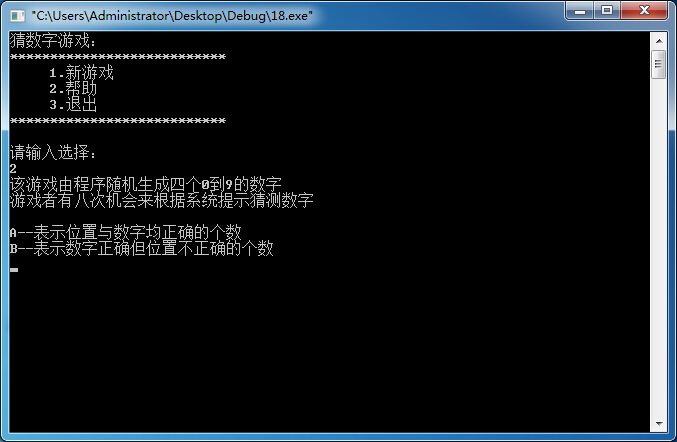 "C:\Users\Administrator\Desktop\Debug\18.exe"
猜数字游戏:
***************************
1.新游戏
2.帮助
3.退出
***************************
请输入选择:
2
该游戏由程序随机生成四个0到9的数字
游戏者有八次机会来根据系统提示猜测数字
A--表示位置与数字均正确的个数
B--表示数字正确但位置不正确的个数